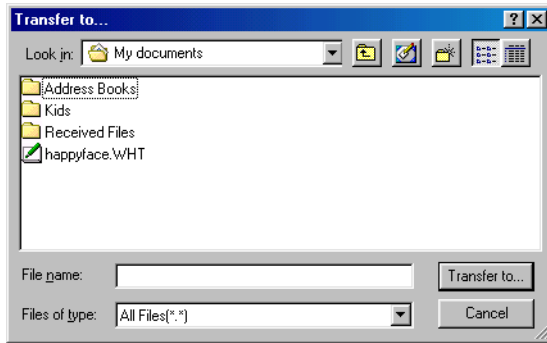 Transfer to...
Look in: My documents
Address Books
Kids
Received Files
happyface.WHT
File name: Transfer to...
Files of type: All Files(*.*) Cancel